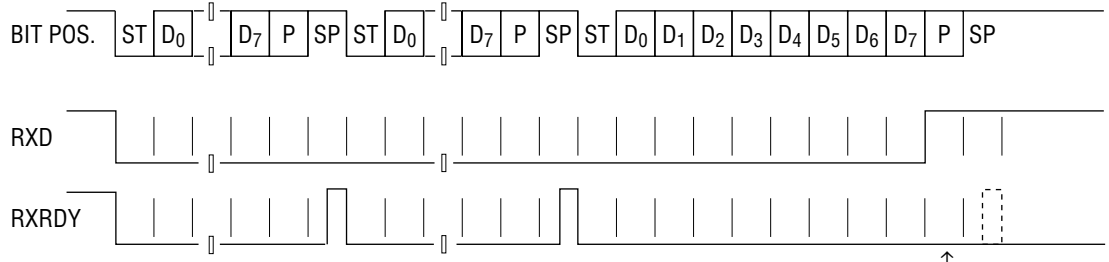 BIT POS. ST D₀ D₇ P SP ST D₀ D₇ P SP ST D₀ D₁ D₂ D₃ D₄ D₅ D₆ D₇ P SP
RXD
RXRDY